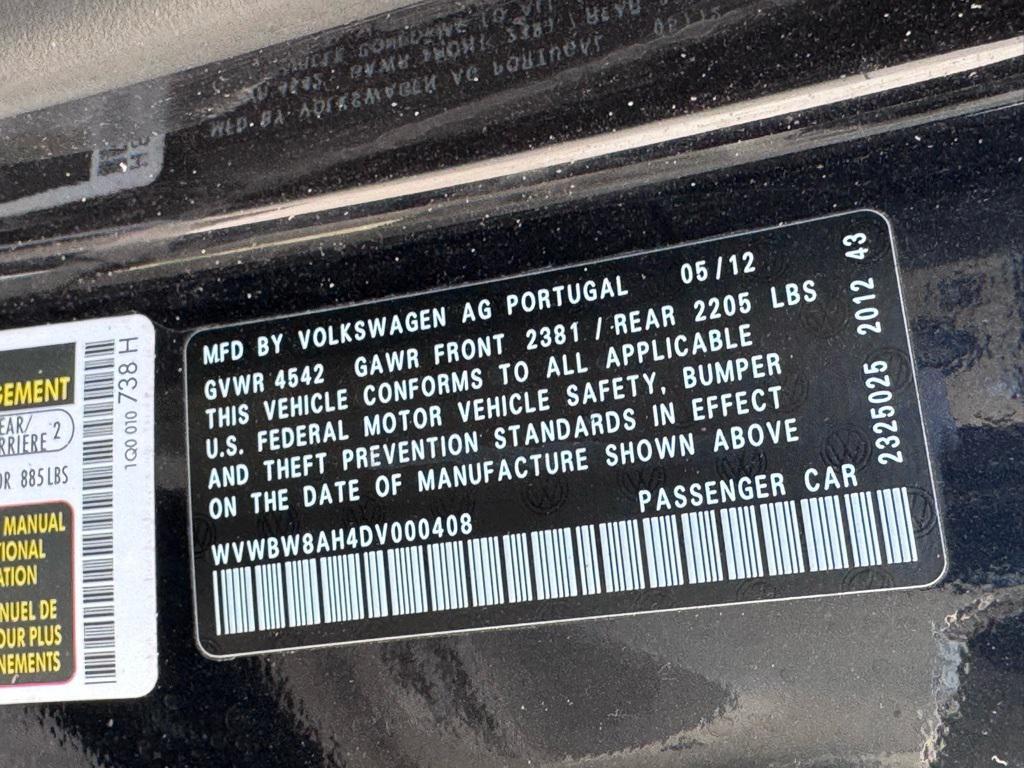 MFD BY VOLKSWAGEN AG PORTUGAL 05/12
GVWR 4542 GAWR FRONT 2381 / REAR 2205 LBS
THIS VEHICLE CONFORMS TO ALL APPLICABLE
U.S. FEDERAL MOTOR VEHICLE SAFETY, BUMPER
AND THEFT PREVENTION STANDARDS IN EFFECT
ON THE DATE OF MANUFACTURE SHOWN ABOVE
PASSENGER CAR
WVWBW8AH4DV000408
2325025 2012 43
GEMENT
EAR/
RRIERE 2
OR 885 LBS
MANUAL
TIONAL
ATION
NUEL DE
OUR PLUS
NEMENTS
1Q0 010 738 H